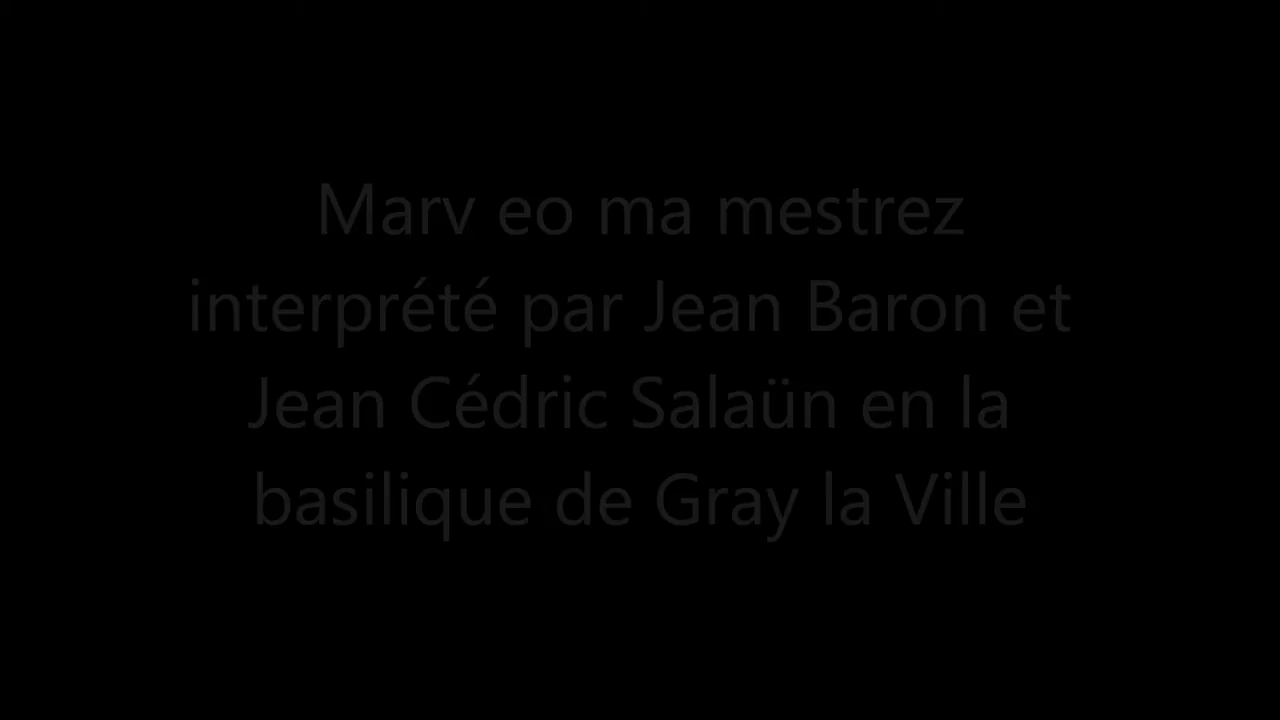 Marv eo ma mestrez
interprété par Jean Baron et
Jean Cédric Salaün en la
basilique de Gray la Ville